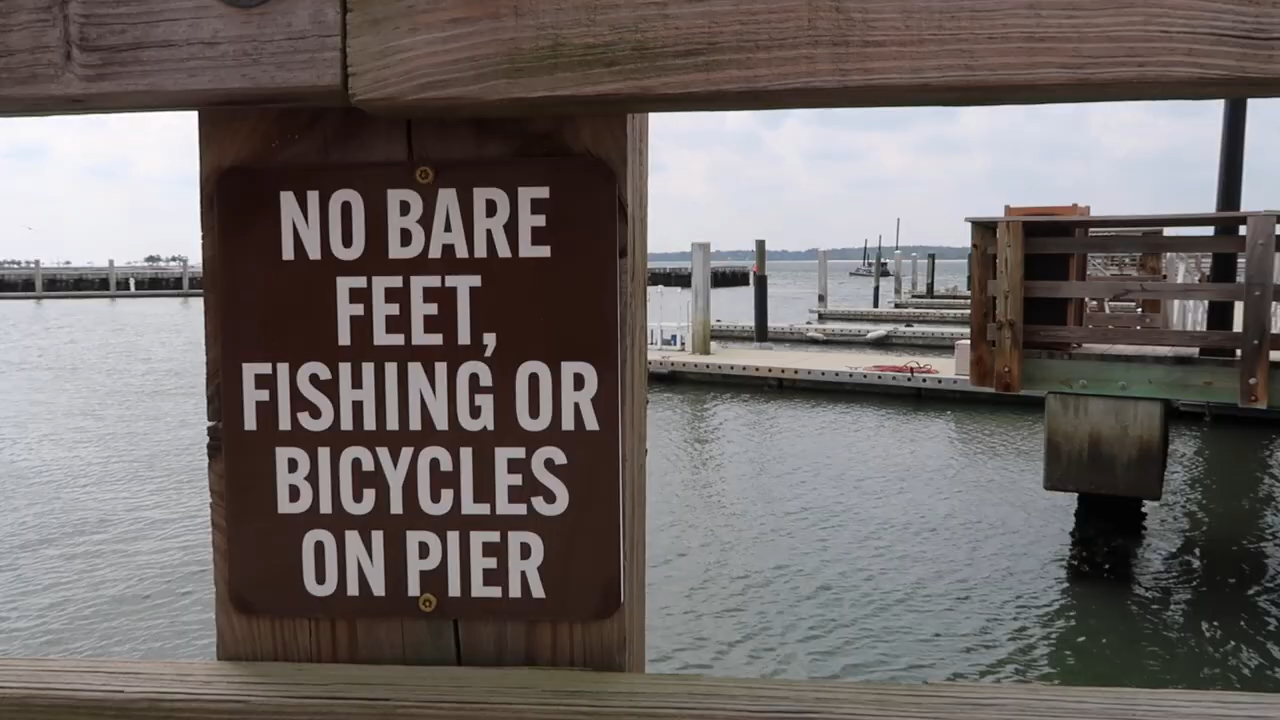 NO BARE
FEET,
FISHING OR
BICYCLES
ON PIER